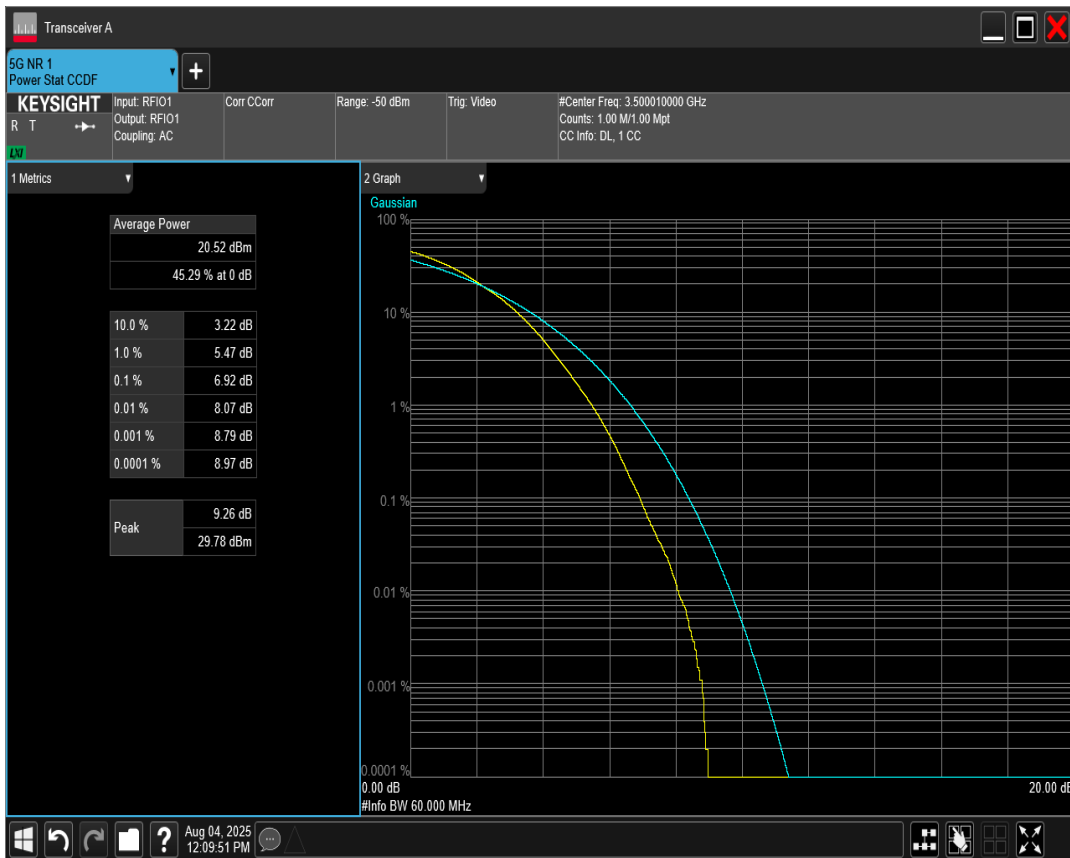 Transceiver A
5G NR 1
Power Stat CCDF
+
KEYSIGHT
R T
LXI
Input: RFIO1
Output: RFIO1
Coupling: AC
Corr CCorr
Range: -50 dBm
Trig: Video
#Center Freq: 3.500010000 GHz
Counts: 1.00 M/1.00 Mpt
CC Info: DL, 1 CC
1 Metrics
Average Power
20.52 dBm
45.29 % at 0 dB
10.0 % 3.22 dB
1.0 % 5.47 dB
0.1 % 6.92 dB
0.01 % 8.07 dB
0.001 % 8.79 dB
0.0001 % 8.97 dB
Peak
9.26 dB
29.78 dBm
2 Graph
Gaussian
100 %
10 %
1 %
0.1 %
0.01 %
0.001 %
0.0001 %
0.00 dB 20.00 dB
#Info BW 60.000 MHz
?
Aug 04, 2025
12:09:51 PM